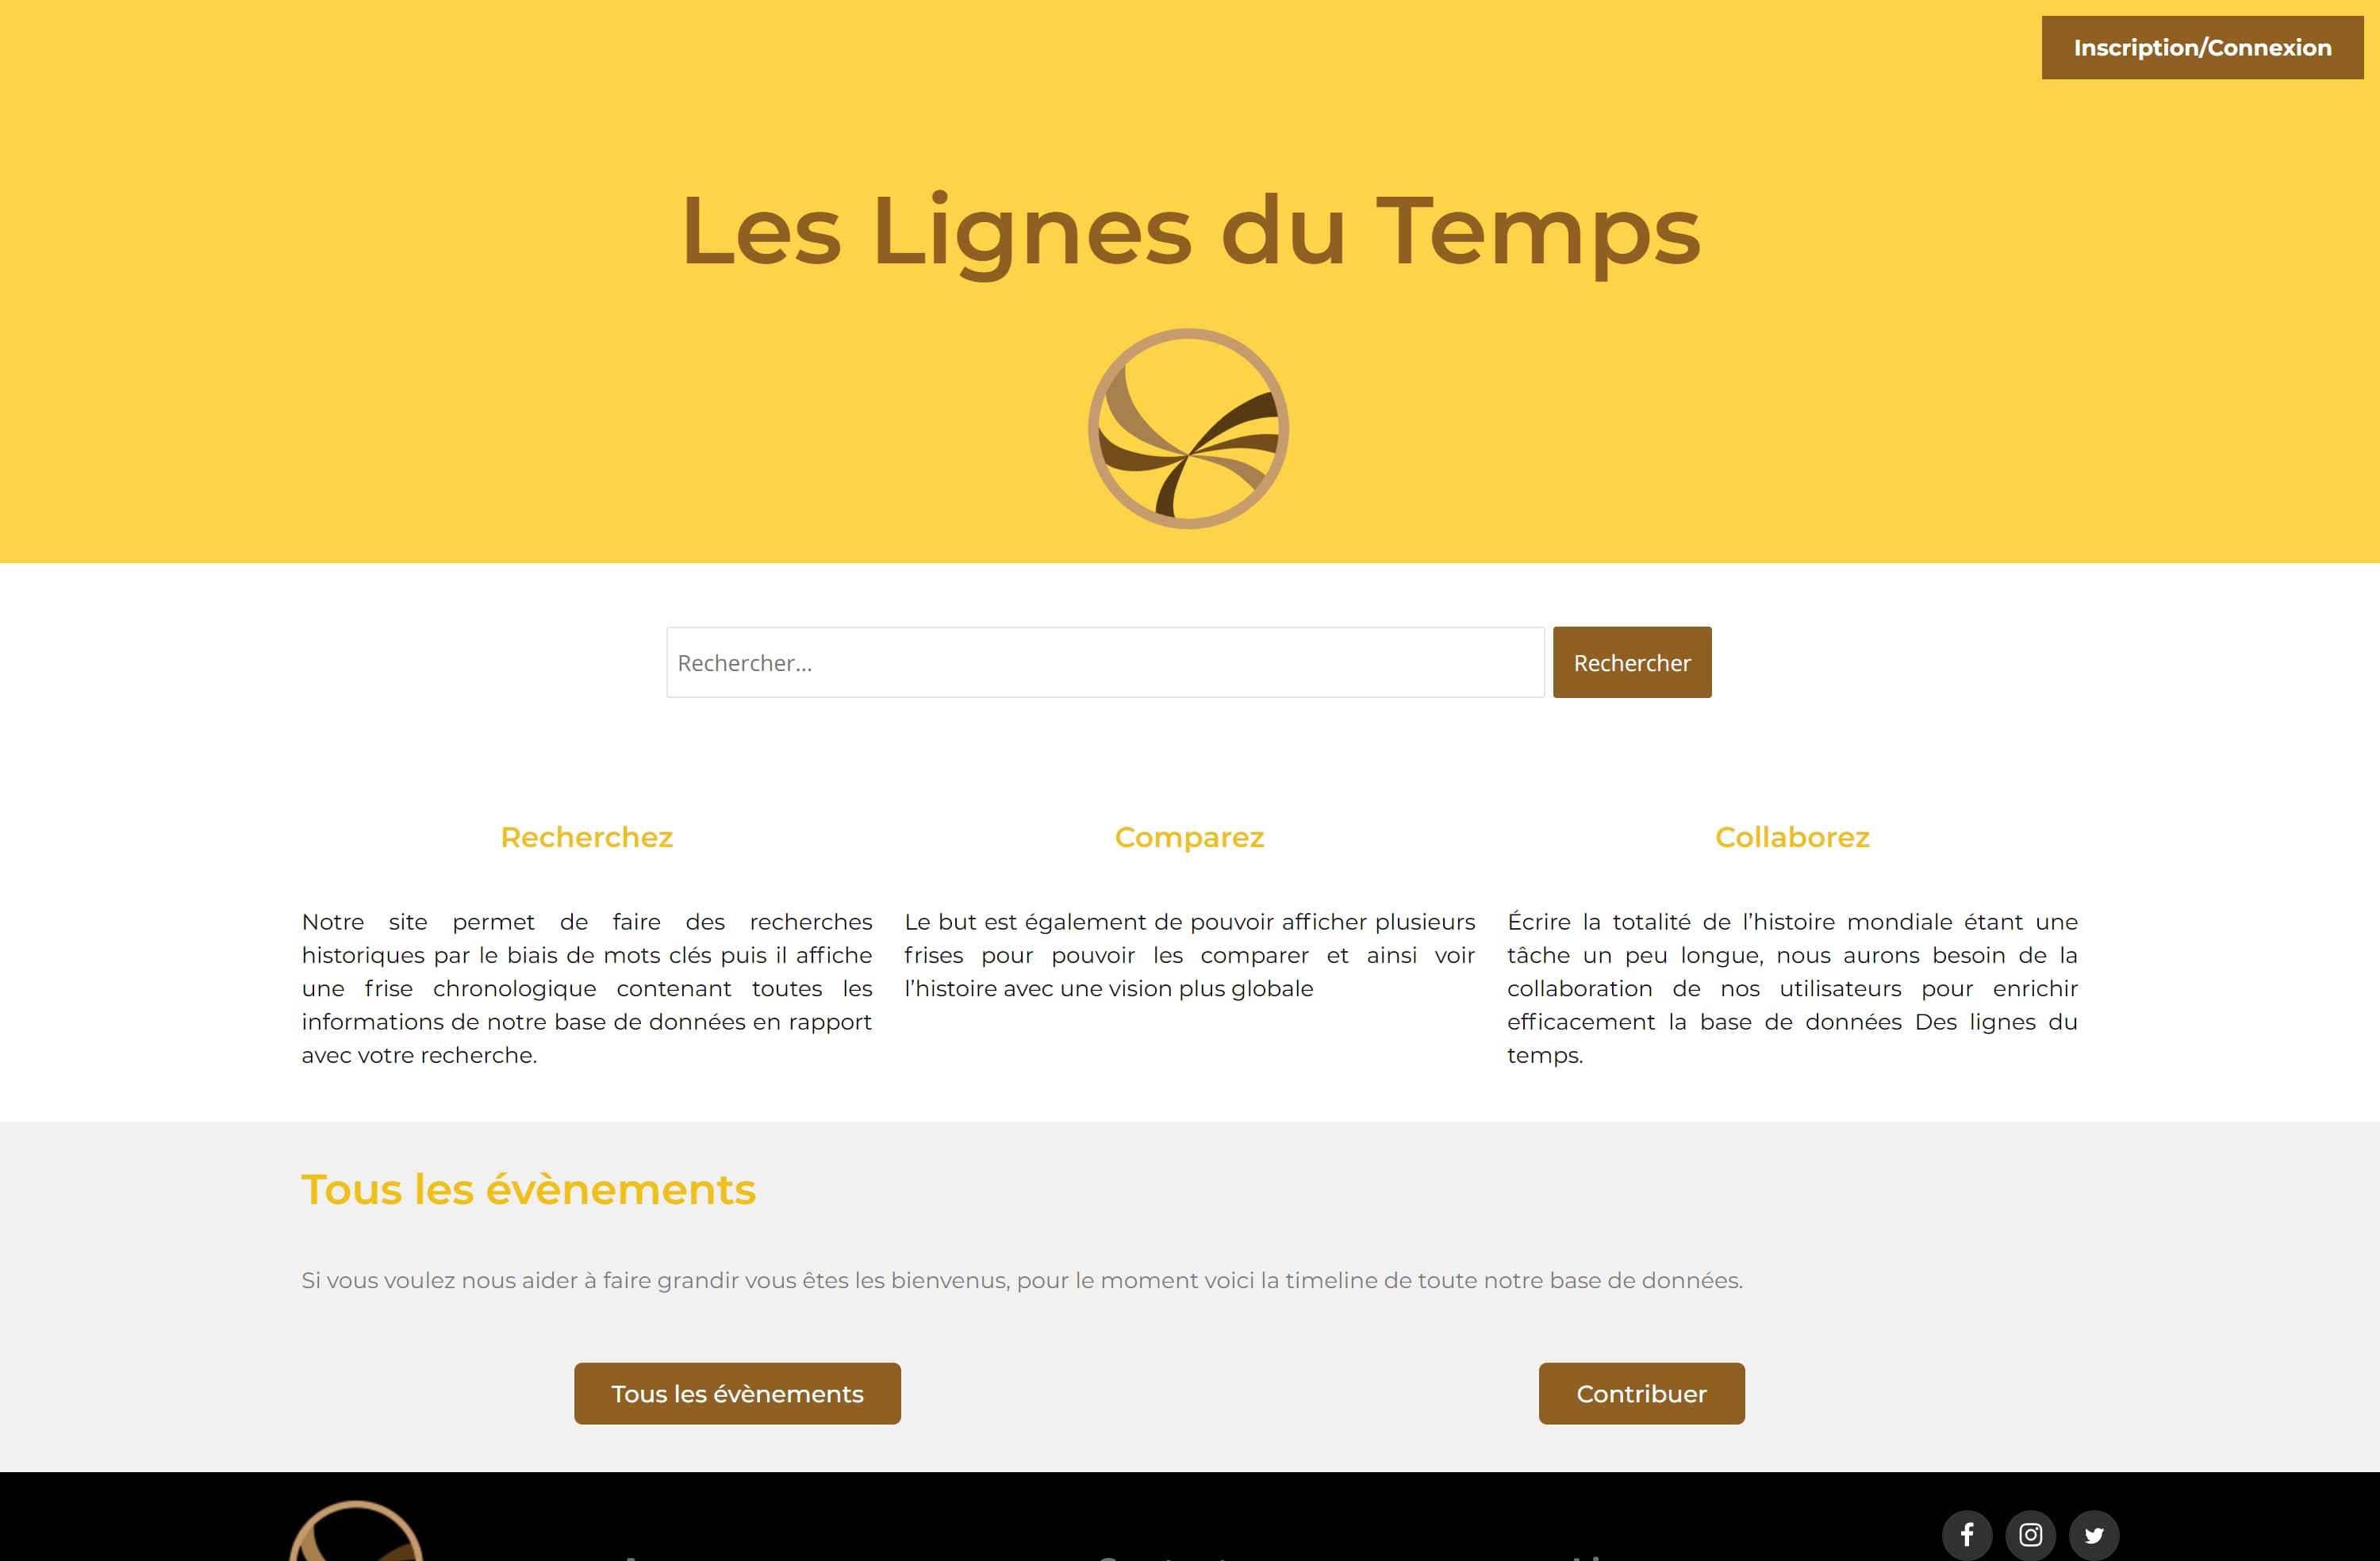 Inscription/Connexion
Les Lignes du Temps
Rechercher...
Rechercher
Recherchez
Notre site permet de faire des recherches
historiques par le biais de mots clés puis il affiche
une frise chronologique contenant toutes les
informations de notre base de données en rapport
avec votre recherche.
Comparez
Le but est également de pouvoir afficher plusieurs
frises pour pouvoir les comparer et ainsi voir
l’histoire avec une vision plus globale
Collaborez
Écrire la totalité de l’histoire mondiale étant une
tâche un peu longue, nous aurons besoin de la
collaboration de nos utilisateurs pour enrichir
efficacement la base de données Des lignes du
temps.
Tous les évènements
Si vous voulez nous aider à faire grandir vous êtes les bienvenus, pour le moment voici la timeline de toute notre base de données.
Tous les évènements
Contribuer